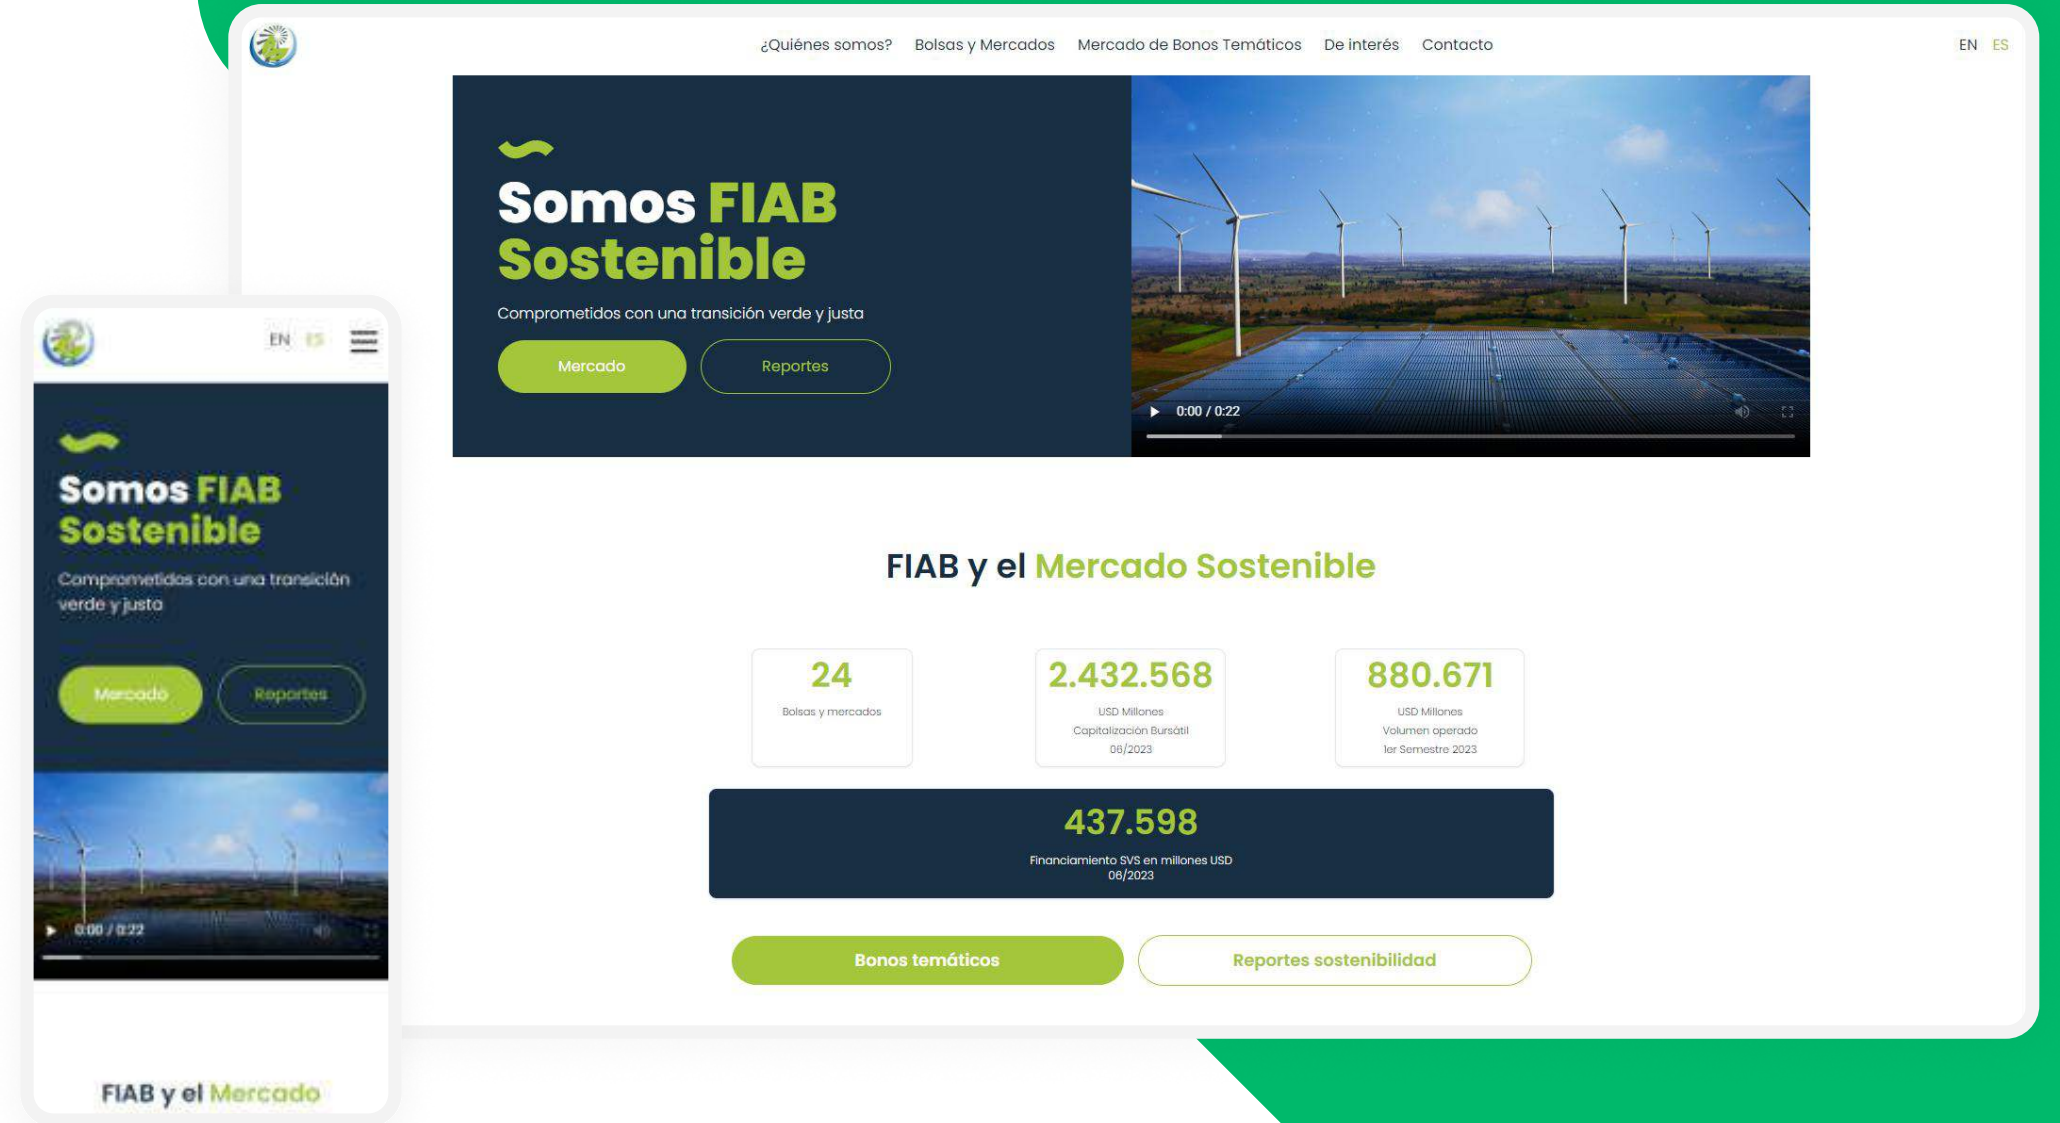 ¿Quiénes somos? Bolsas y Mercados Mercado de Bonos Temáticos De interés Contacto
EN ES
Somos FIAB
Sostenible
Comprometidos con una transición verde y justa
Mercado Reportes
0:00 / 0:22
FIAB y el Mercado Sostenible
24
Bolsas y mercados
2.432.568
USD Millones
Capitalización Bursátil
06/2023
880.671
USD Millones
Volumen operado
1er Semestre 2023
437.598
Financiamiento SVS en millones USD
06/2023
Bonos temáticos Reportes sostenibilidad
EN ES
Somos FIAB
Sostenible
Comprometidos con una transición
verde y justa
Mercado Reportes
0:00 / 0:22
FIAB y el Mercado